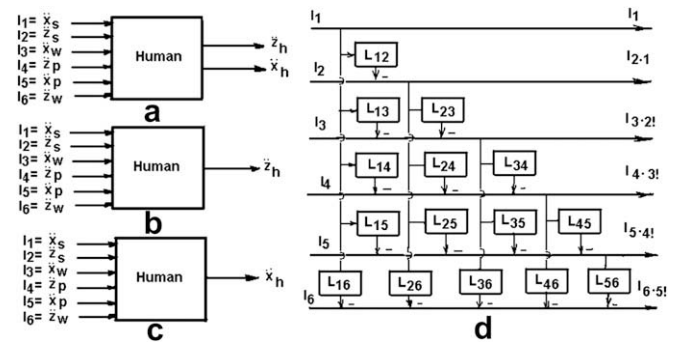 I1= ẍs
I2= z̈s
I3= ẍw
I4= z̈p
I5= ẍp
I6= z̈w
Human
z̈h
ẍh
a
I1= ẍs
I2= z̈s
I3= ẍw
I4= z̈p
I5= ẍp
I6= z̈w
Human
z̈h
b
I1= ẍs
I2= z̈s
I3= ẍw
I4= z̈p
I5= ẍp
I6= z̈w
Human
ẍh
c
I1 I1
L12
–
I2 I2·1
L13 L23
– –
I3 I3·2!
L14 L24 L34
– – –
I4 I4·3!
L15 L25 L35 L45
– – – –
I5 I5·4!
L16 L26 L36 L46 L56
– – – – –
I6 I6·5!
d